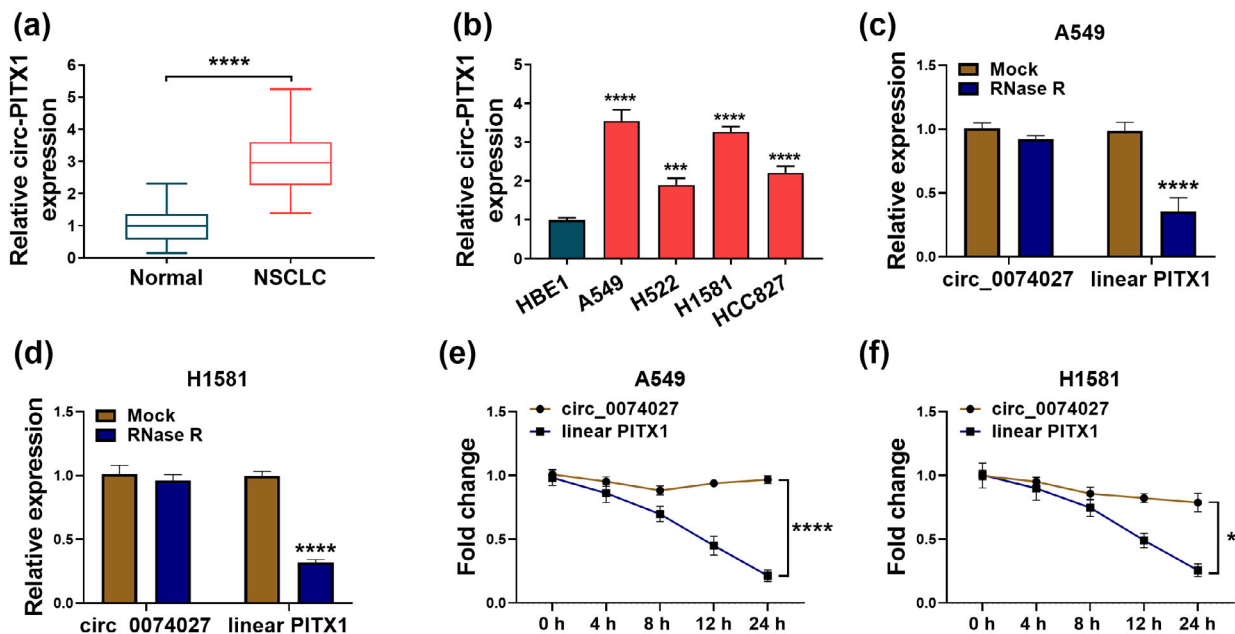 (a)
Relative circ-PITX1
expression
6
5
4
3
2
1
0
****
Normal
NSCLC
(b)
Relative circ-PITX1
expression
5
4
3
2
1
0
****
***
****
****
HBE1
A549
H522
H1581
HCC827
(c)
A549
Relative expression
1.5
1.0
0.5
0.0
Mock
RNase R
****
circ_0074027
linear PITX1
(d)
H1581
Relative expression
1.5
1.0
0.5
0.0
Mock
RNase R
****
circ_0074027
linear PITX1
(e)
A549
Fold change
1.5
1.0
0.5
0.0
circ_0074027
linear PITX1
****
0 h
4 h
8 h
12 h
24 h
(f)
H1581
Fold change
1.5
1.0
0.5
0.0
circ_0074027
linear PITX1
*
0 h
4 h
8 h
12 h
24 h